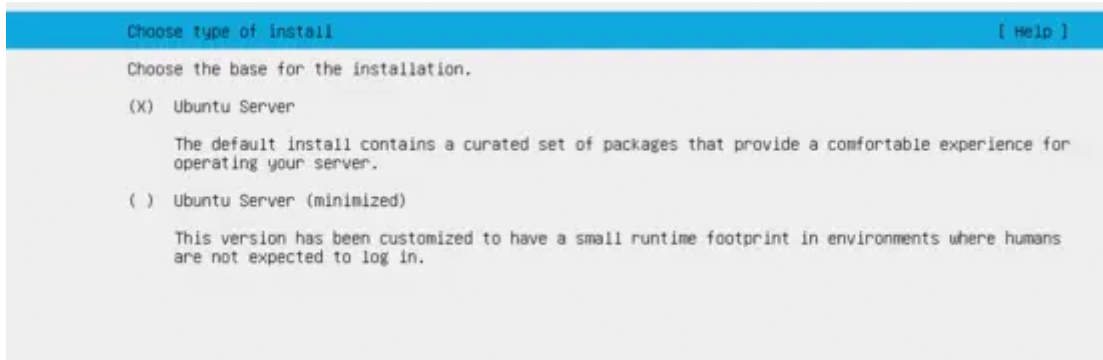 Choose type of install [ Help ]
Choose the base for the installation.
(X) Ubuntu Server
The default install contains a curated set of packages that provide a comfortable experience for
operating your server.
( ) Ubuntu Server (minimized)
This version has been customized to have a small runtime footprint in environments where humans
are not expected to log in.